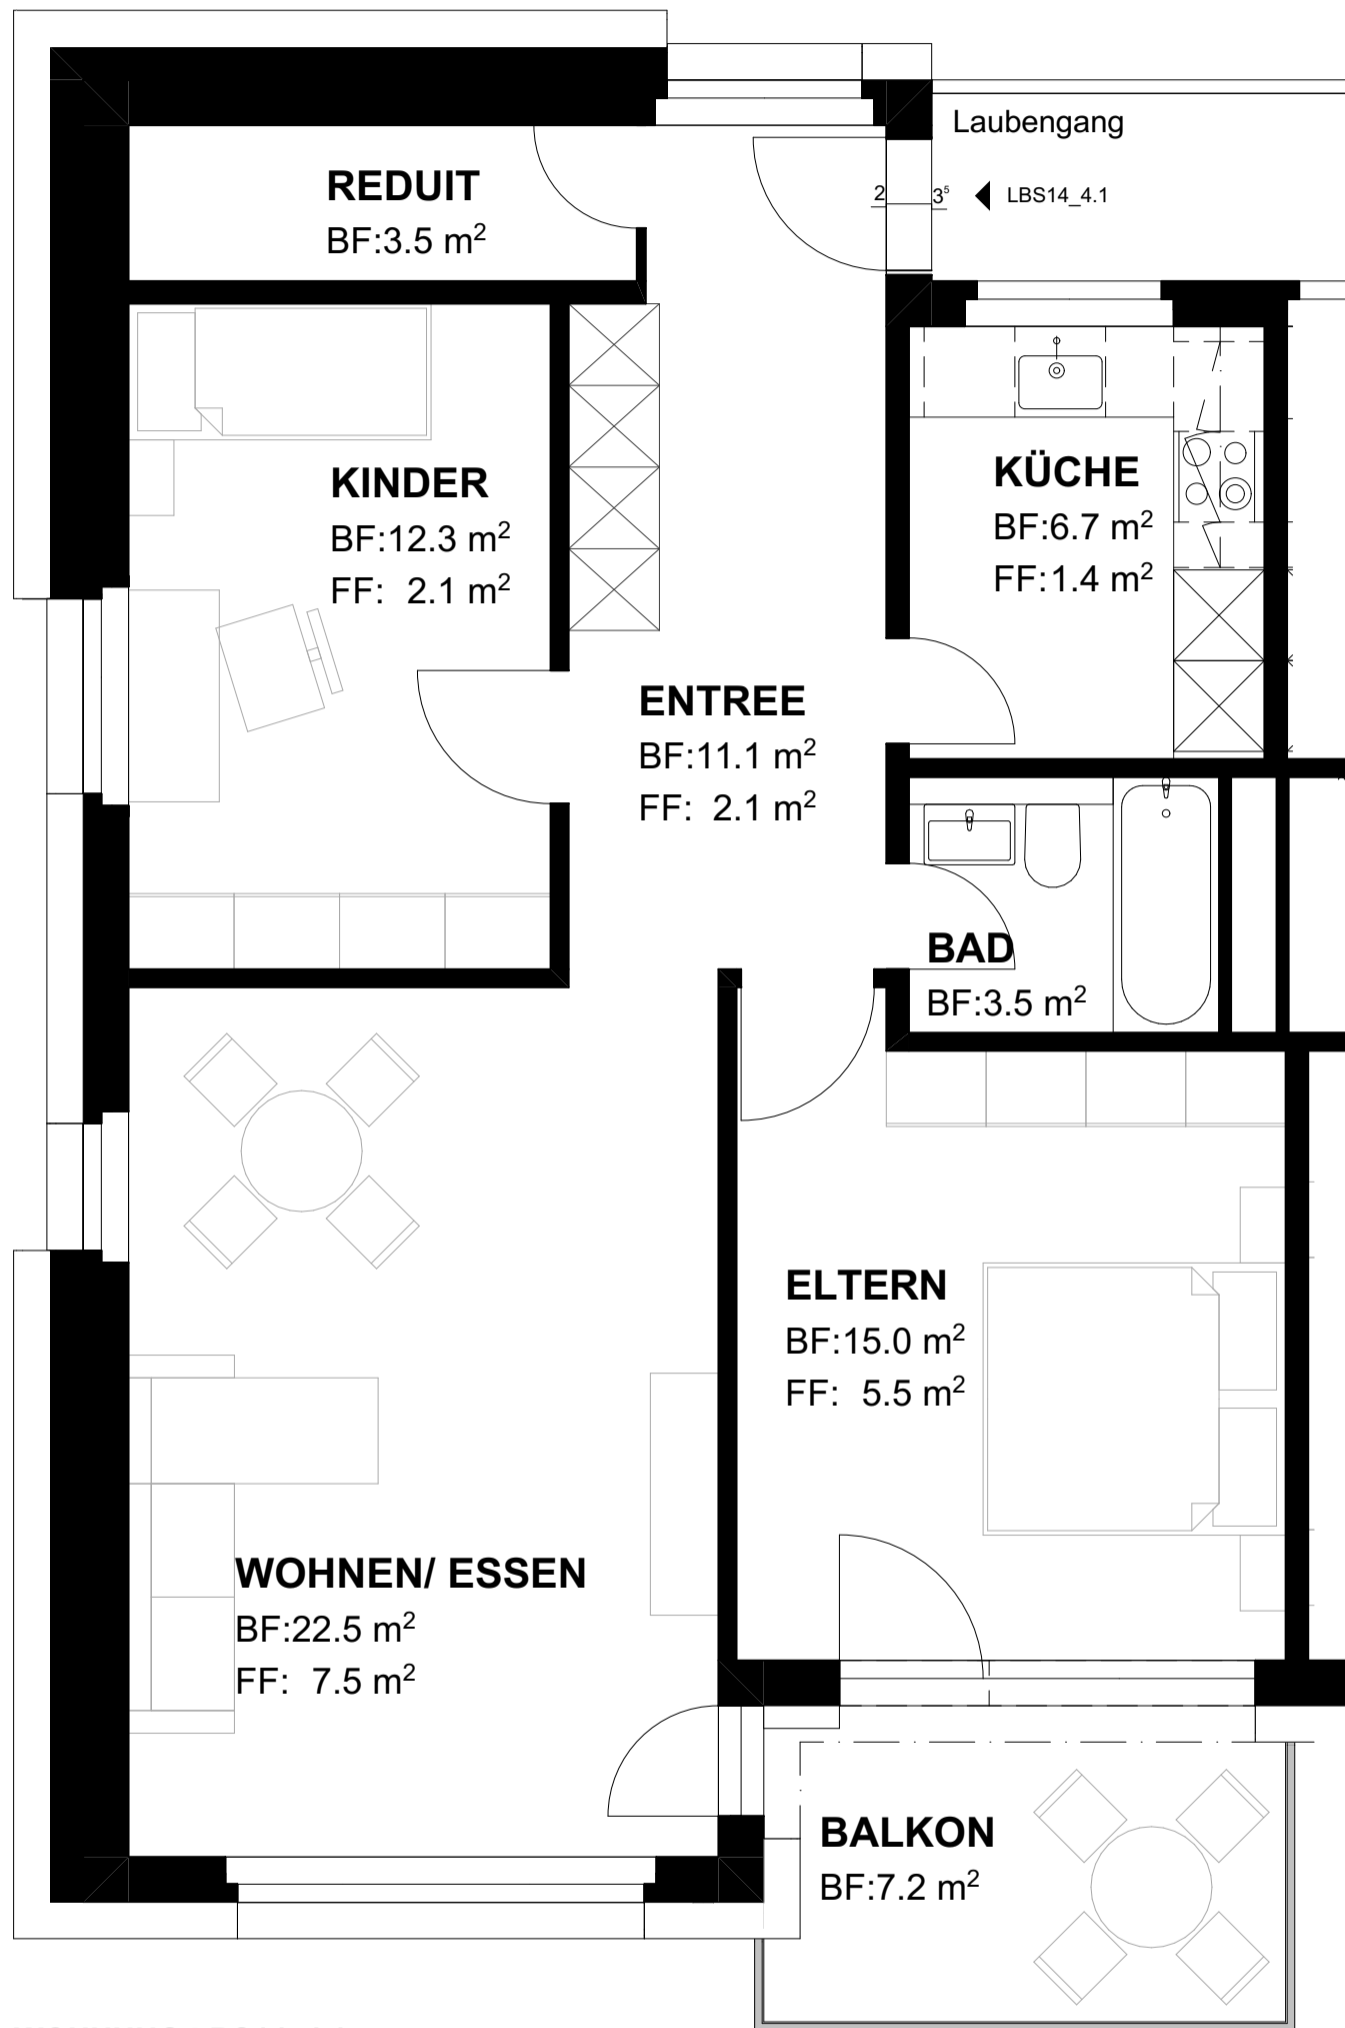 Laubengang
REDUIT
BF:3.5 m²
2
3⁵
LBS14_4.1
KINDER
BF:12.3 m²
FF: 2.1 m²
KÜCHE
BF:6.7 m²
FF:1.4 m²
ENTREE
BF:11.1 m²
FF: 2.1 m²
BAD
BF:3.5 m²
ELTERN
BF:15.0 m²
FF: 5.5 m²
WOHNEN/ ESSEN
BF:22.5 m²
FF: 7.5 m²
BALKON
BF:7.2 m²